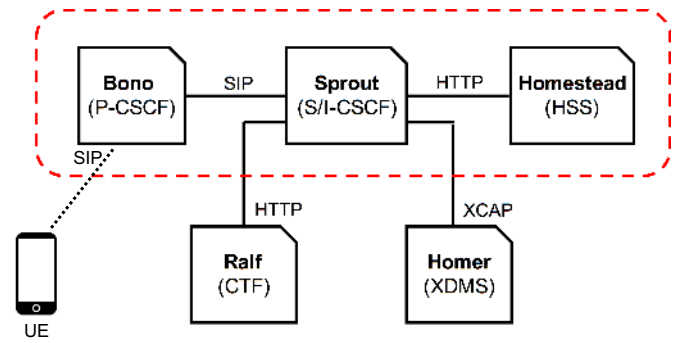 Bono
(P-CSCF)
SIP
Sprout
(S/I-CSCF)
HTTP
Homestead
(HSS)
SIP
HTTP
XCAP
Ralf
(CTF)
Homer
(XDMS)
UE